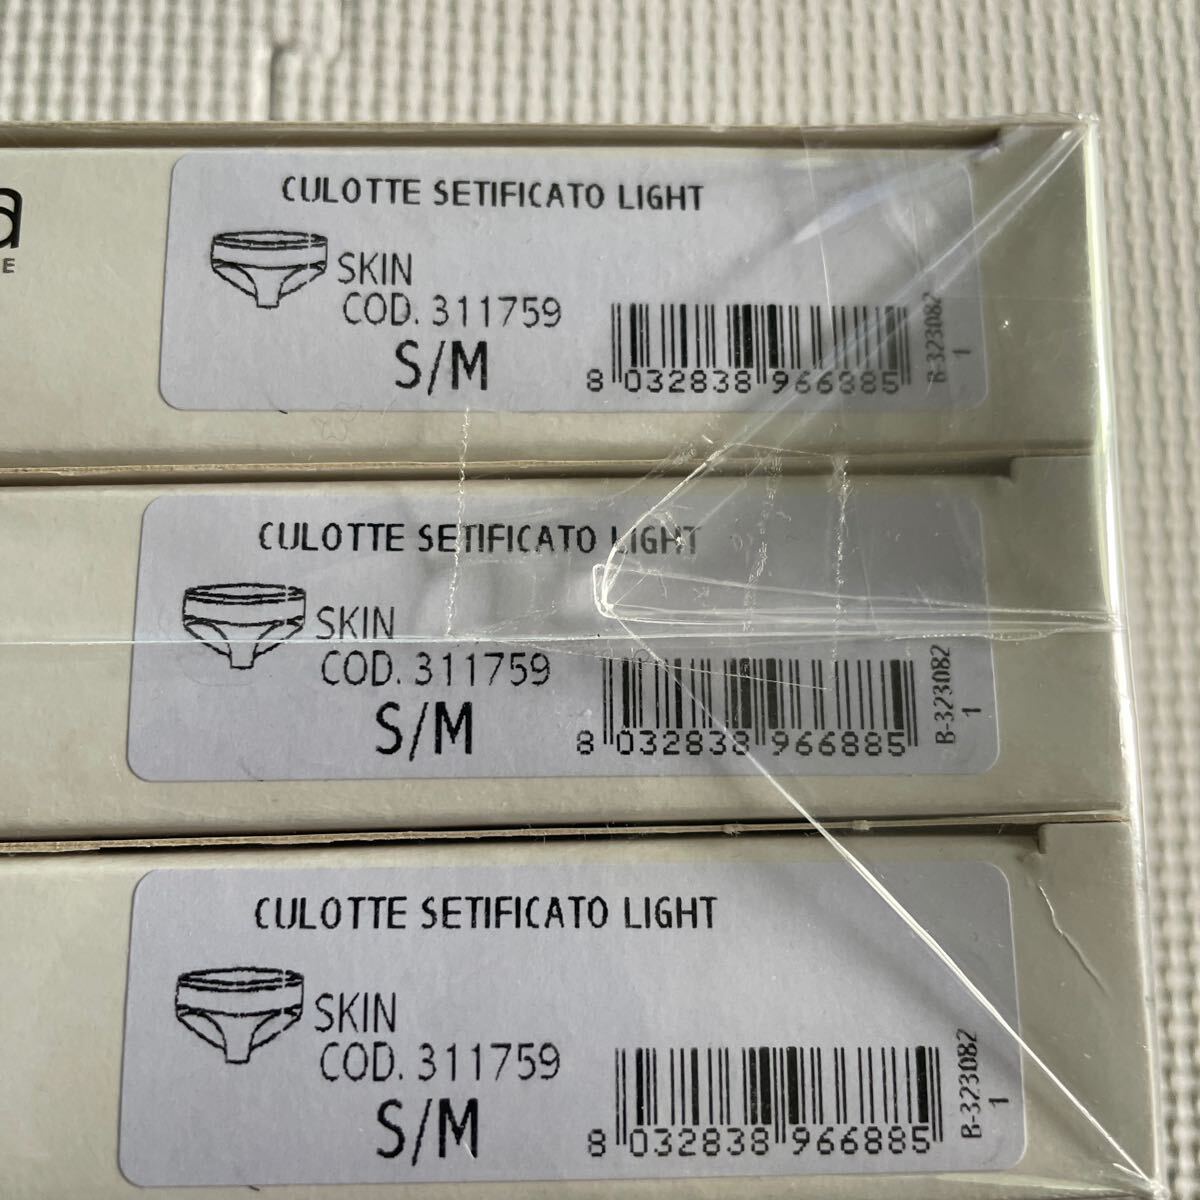 a
E
CULOTTE SETIFICATO LIGHT
SKIN
COD. 311759
S/M
8 032838 966885
B-323082
1
CULOTTE SETIFICATO LIGHT
SKIN
COD. 311759
S/M
8 032838 966885
B-323082
1
CULOTTE SETIFICATO LIGHT
SKIN
COD. 311759
S/M
8 032838 966885
B-323082
1